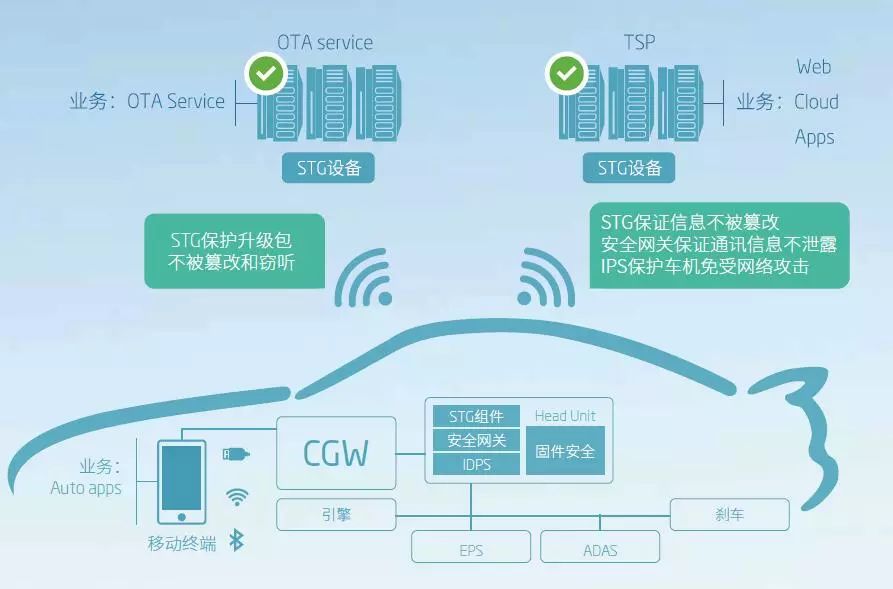 OTA service
TSP
业务：OTA Service
业务：
Web
Cloud
Apps
STG设备
STG设备
STG保护升级包
不被篡改和窃听
STG保证信息不被篡改
安全网关保证通讯信息不泄露
IPS保护车机免受网络攻击
业务：
Auto apps
移动终端
CGW
STG组件
安全网关
IDPS
Head Unit
固件安全
引擎
刹车
EPS
ADAS